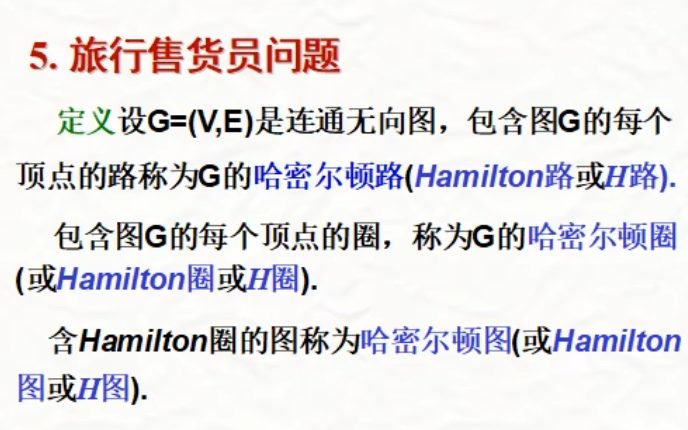 5. 旅行售货员问题
定义设G=(V,E)是连通无向图，包含图G的每个
顶点的路称为G的哈密尔顿路(Hamilton路或H路).
包含图G的每个顶点的圈，称为G的哈密尔顿圈
(或Hamilton圈或H圈).
含Hamilton圈的图称为哈密尔顿图(或Hamilton
图或H图).